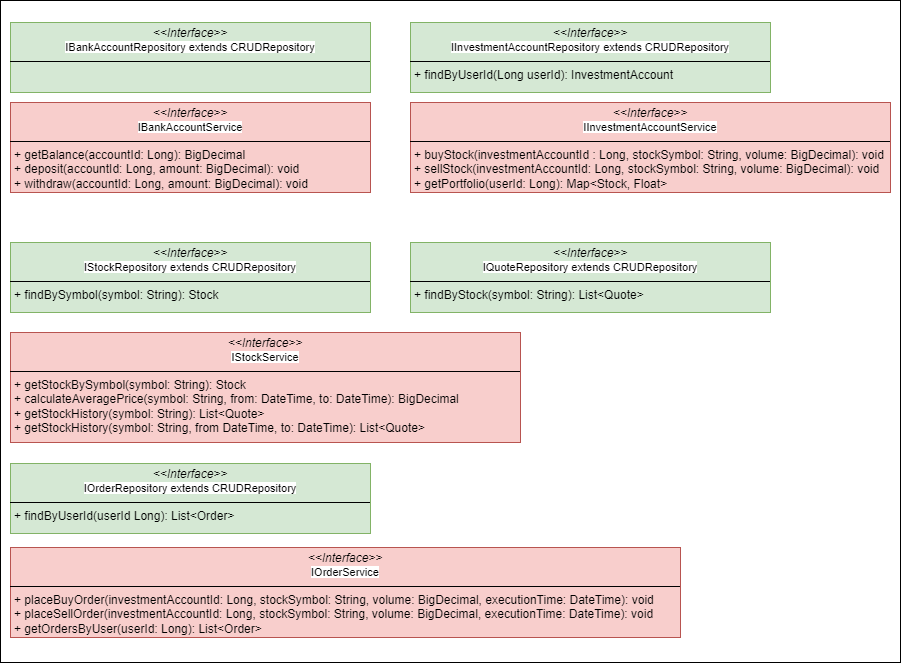 <<Interface>>
IBankAccountRepository extends CRUDRepository
<<Interface>>
IInvestmentAccountRepository extends CRUDRepository
+ findByUserId(Long userId): InvestmentAccount
<<Interface>>
IBankAccountService
+ getBalance(accountId: Long): BigDecimal
+ deposit(accountId: Long, amount: BigDecimal): void
+ withdraw(accountId: Long, amount: BigDecimal): void
<<Interface>>
IInvestmentAccountService
+ buyStock(investmentAccountId : Long, stockSymbol: String, volume: BigDecimal): void
+ sellStock(investmentAccountId: Long, stockSymbol: String, volume: BigDecimal): void
+ getPortfolio(userId: Long): Map<Stock, Float>
<<Interface>>
IStockRepository extends CRUDRepository
+ findBySymbol(symbol: String): Stock
<<Interface>>
IQuoteRepository extends CRUDRepository
+ findByStock(symbol: String): List<Quote>
<<Interface>>
IStockService
+ getStockBySymbol(symbol: String): Stock
+ calculateAveragePrice(symbol: String, from: DateTime, to: DateTime): BigDecimal
+ getStockHistory(symbol: String): List<Quote>
+ getStockHistory(symbol: String, from DateTime, to: DateTime): List<Quote>
<<Interface>>
IOrderRepository extends CRUDRepository
+ findByUserId(userId Long): List<Order>
<<Interface>>
IOrderService
+ placeBuyOrder(investmentAccountId: Long, stockSymbol: String, volume: BigDecimal, executionTime: DateTime): void
+ placeSellOrder(investmentAccountId: Long, stockSymbol: String, volume: BigDecimal, executionTime: DateTime): void
+ getOrdersByUser(userId: Long): List<Order>